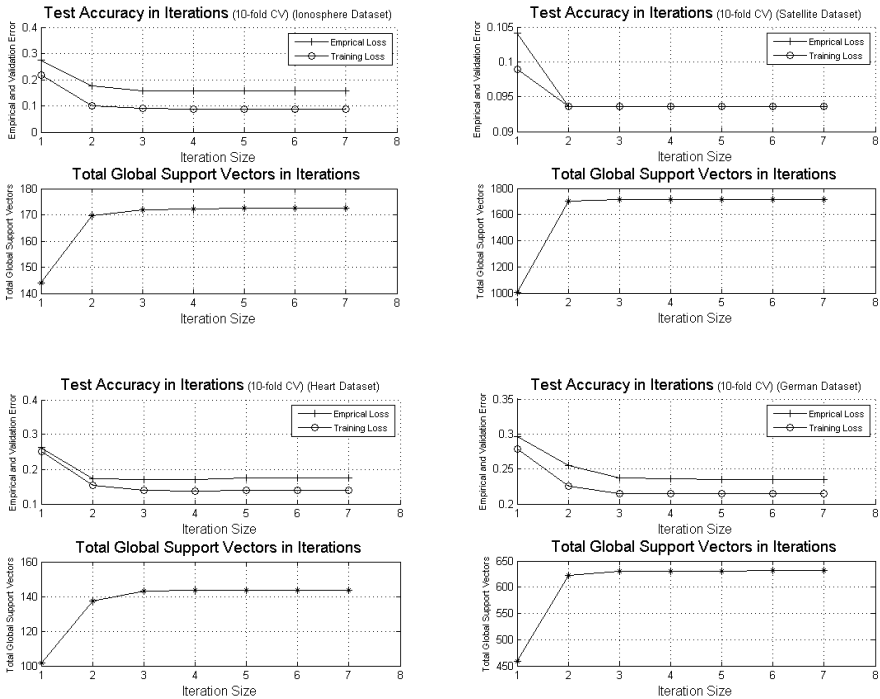 Test Accuracy in Iterations (10-fold CV) (Ionosphere Dataset)
Empirical and Validation Error
0.4
0.3
0.2
0.1
0
Emprical Loss
Training Loss
1 2 3 4 5 6 7 8
Iteration Size
Total Global Support Vectors in Iterations
Total Global Support Vectors
180
170
160
150
140
1 2 3 4 5 6 7 8
Iteration Size
Test Accuracy in Iterations (10-fold CV) (Satellite Dataset)
Empirical and Validation Error
0.105
0.1
0.095
0.09
Emprical Loss
Training Loss
1 2 3 4 5 6 7 8
Iteration Size
Total Global Support Vectors in Iterations
Total Global Support Vectors
1800
1600
1400
1200
1000
1 2 3 4 5 6 7 8
Iteration Size
Test Accuracy in Iterations (10-fold CV) (Heart Dataset)
Empirical and Validation Error
0.4
0.3
0.2
0.1
Emprical Loss
Training Loss
1 2 3 4 5 6 7 8
Iteration Size
Total Global Support Vectors in Iterations
Total Global Support Vectors
160
140
120
100
1 2 3 4 5 6 7 8
Iteration Size
Test Accuracy in Iterations (10-fold CV) (German Dataset)
Empirical and Validation Error
0.35
0.3
0.25
0.2
Emprical Loss
Training Loss
1 2 3 4 5 6 7 8
Iteration Size
Total Global Support Vectors in Iterations
Total Global Support Vectors
650
600
550
500
450
1 2 3 4 5 6 7 8
Iteration Size